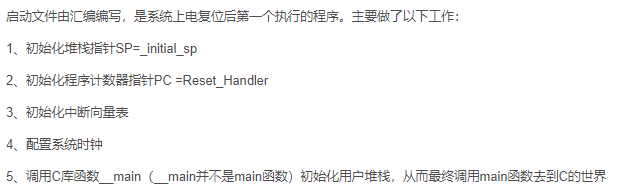 启动文件由汇编编写，是系统上电复位后第一个执行的程序。主要做了以下工作：
1、初始化堆栈指针SP=_initial_sp
2、初始化程序计数器指针PC =Reset_Handler
3、初始化中断向量表
4、配置系统时钟
5、调用C库函数__main（__main并不是main函数）初始化用户堆栈，从而最终调用main函数去到C的世界